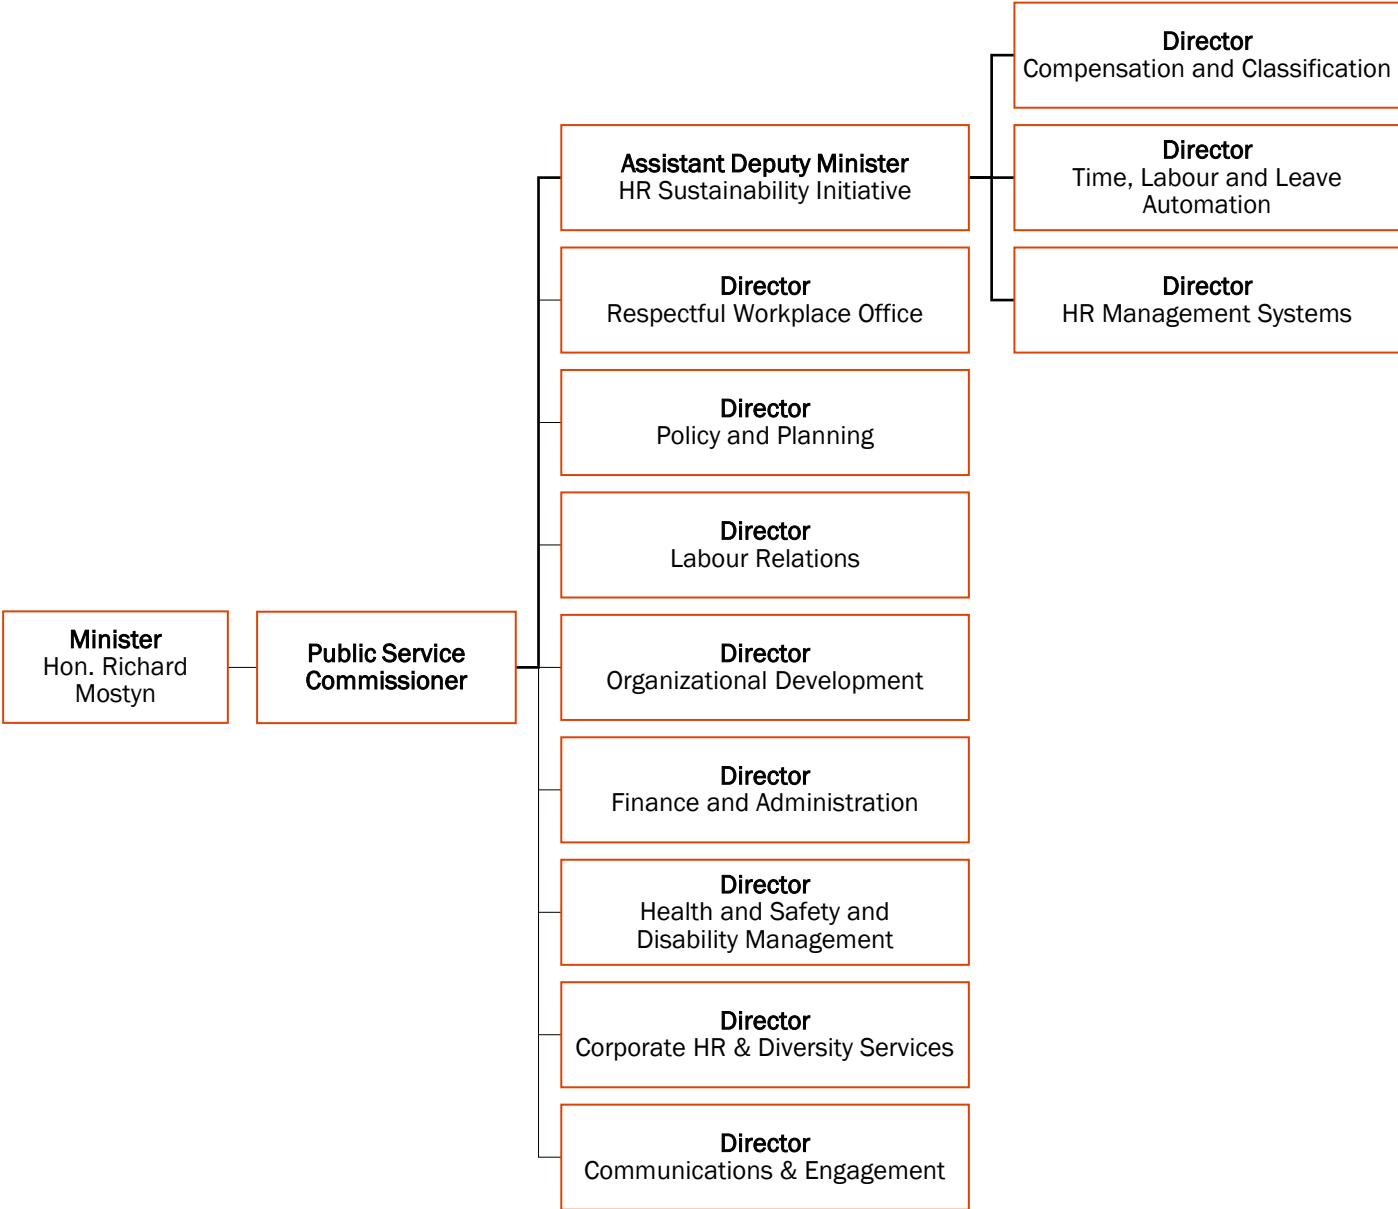 Minister
Hon. Richard
Mostyn
Public Service
Commissioner
Assistant Deputy Minister
HR Sustainability Initiative
Director
Respectful Workplace Office
Director
Policy and Planning
Director
Labour Relations
Director
Organizational Development
Director
Finance and Administration
Director
Health and Safety and
Disability Management
Director
Corporate HR & Diversity Services
Director
Communications & Engagement
Director
Compensation and Classification
Director
Time, Labour and Leave
Automation
Director
HR Management Systems